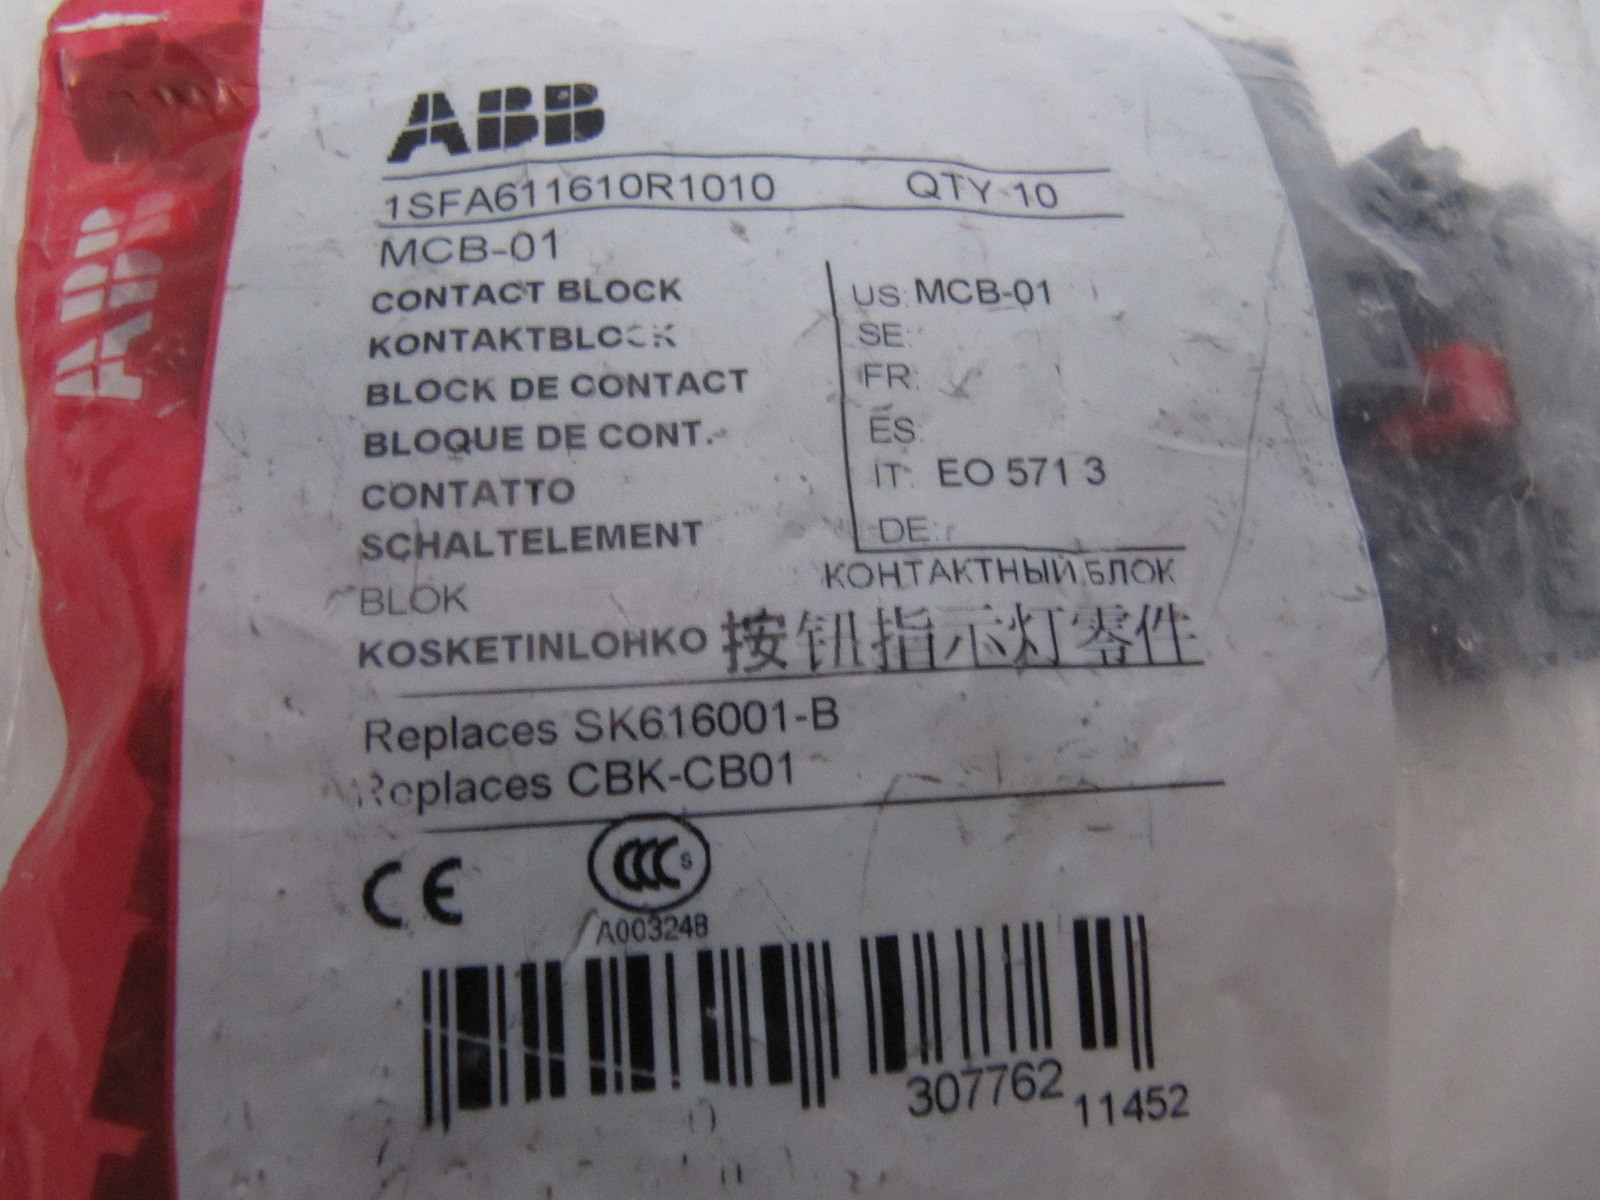 ABB
ABB
1SFA611610R1010 QTY 10
MCB-01
CONTACT BLOCK
KONTAKTBLOCK
BLOCK DE CONTACT
BLOQUE DE CONT.
CONTATTO
SCHALTELEMENT
BLOK
KOSKETINLOHKO
US: MCB-01
SE:
FR:
ES:
IT: EO 571 3
DE:
КОНТАКТНЫЙ БЛОК
按钮指示灯零件
Replaces SK616001-B
Replaces CBK-CB01
CE
CCC S
A003248
307762
11452